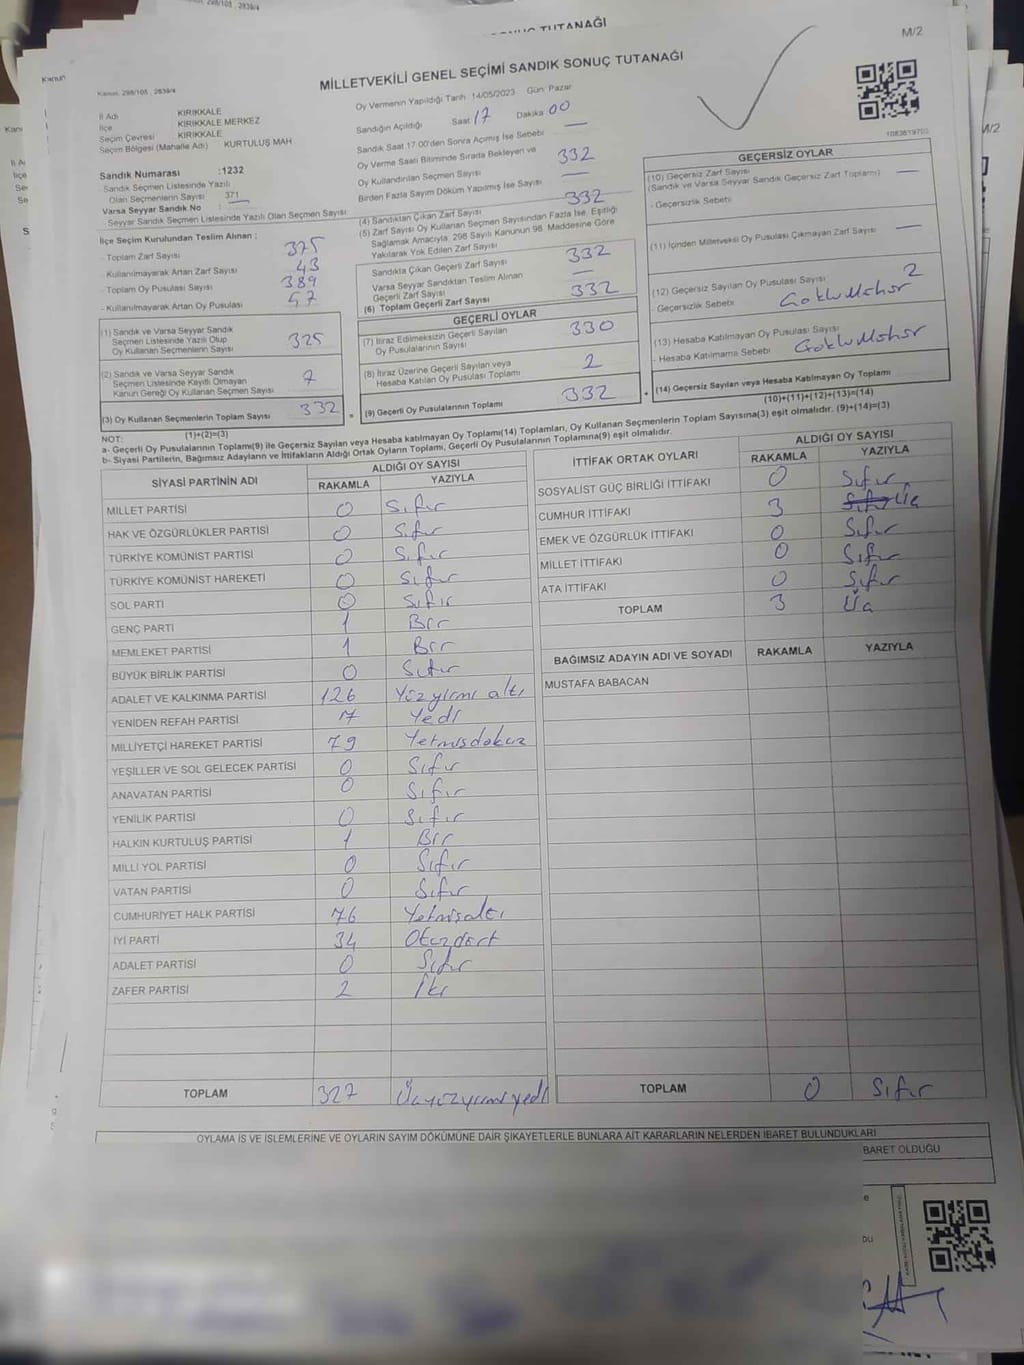 SONUÇ TUTANAĞI
M/2
Kanun: 298/105 , 2839/4
MİLLETVEKİLİ GENEL SEÇİMİ SANDIK SONUÇ TUTANAĞI
İl Adı KIRIKKALE
İlçe KIRIKKALE MERKEZ
Seçim Çevresi KIRIKKALE
Seçim Bölgesi (Mahalle Adı) KURTULUŞ MAH
Sandık Numarası :1232
Sandık Seçmen Listesinde Yazılı
Olan Seçmenlerin Sayısı 371
Varsa Seyyar Sandık No :
Seyyar Sandık Seçmen Listesinde Yazılı Olan Seçmen Sayısı
İlçe Seçim Kurulundan Teslim Alınan ;
- Toplam Zarf Sayısı 375
- Kullanılmayarak Artan Zarf Sayısı 43
- Toplam Oy Pusulası Sayısı 389
- Kullanılmayarak Artan Oy Pusulası 57
(1) Sandık ve Varsa Seyyar Sandık
Seçmen Listesinde Yazılı Olup
Oy Kullanan Seçmenlerin Sayısı 325
(2) Sandık ve Varsa Seyyar Sandık
Seçmen Listesinde Kayıtlı Olmayan
Kanun Gereği Oy Kullanan Seçmen Sayısı 7
(3) Oy Kullanan Seçmenlerin Toplam Sayısı 332
Oy Vermenin Yapıldığı Tarih 14/05/2023 Gün: Pazar
Sandığın Açıldığı Saat 17 Dakika 00
Sandık Saat 17:00'den Sonra Açımış İse Sebebi —
Oy Verme Saati Bitiminde Sırada Bekleyen ve
Oy Kullandırılan Seçmen Sayısı 332
Birden Fazla Sayım Döküm Yapılmış İse Sayısı —
(4) Sandıktan Çıkan Zarf Sayısı 332
(5) Zarf Sayısı Oy Kullanan Seçmen Sayısından Fazla İse, Eşitliği
Sağlamak Amacıyla, 298 Sayılı Kanunun 98. Maddesine Göre
Yakılarak Yok Edilen Zarf Sayısı
Sandıkta Çıkan Geçerli Zarf Sayısı 332
Varsa Seyyar Sandıktan Teslim Alınan
Geçerli Zarf Sayısı —
(6) Toplam Geçerli Zarf Sayısı 332
GEÇERLİ OYLAR
(7) İtiraz Edilmeksizin Geçerli Sayılan
Oy Pusulalarının Sayısı 330
(8) İtiraz Üzerine Geçerli Sayılan veya
Hesaba Katılan Oy Pusulası Toplamı 2
(9) Geçerli Oy Pusulalarının Toplamı 332
1083619703
GEÇERSİZ OYLAR
(10) Geçersiz Zarf Sayısı —
(Sandık ve Varsa Seyyar Sandık Geçersiz Zarf Toplamı)
- Geçersizlik Sebebi
(11) İçinden Milletvekili Oy Pusulası Çıkmayan Zarf Sayısı —
(12) Geçersiz Sayılan Oy Pusulası Sayısı 2
- Geçersizlik Sebebi
(13) Hesaba Katılmayan Oy Pusulası Sayısı
- Hesaba Katılmama Sebebi
(14) Geçersiz Sayılan veya Hesaba Katılmayan Oy Toplamı
(10)+(11)+(12)+(13)=(14)
NOT: (1)+(2)=(3)
a- Geçerli Oy Pusulalarının Toplamı(9) ile Geçersiz Sayılan veya Hesaba katılmayan Oy Toplamı(14) Toplamları, Oy Kullanan Seçmenlerin Toplam Sayısına(3) eşit olmalıdır. (9)+(14)=(3)
b- Siyasi Partilerin, Bağımsız Adayların ve İttifakların Aldığı Ortak Oyların Toplamı, Geçerli Oy Pusulalarının Toplamına(9) eşit olmalıdır.
SİYASİ PARTİNİN ADI ALDIĞI OY SAYISI
RAKAMLA YAZIYLA
MİLLET PARTİSİ 0 Sıfır
HAK VE ÖZGÜRLÜKLER PARTİSİ 0 Sıfır
TÜRKİYE KOMÜNİST PARTİSİ 0 Sıfır
TÜRKİYE KOMÜNİST HAREKETİ 0 Sıfır
SOL PARTİ 0 Sıfır
GENÇ PARTİ 1 Bir
MEMLEKET PARTİSİ 1 Bir
BÜYÜK BİRLİK PARTİSİ 0 Sıfır
ADALET VE KALKINMA PARTİSİ 126 Yüzyirmi altı
YENİDEN REFAH PARTİSİ 7 Yedi
MİLLİYETÇİ HAREKET PARTİSİ 79 Yetmişdokuz
YEŞİLLER VE SOL GELECEK PARTİSİ 0 Sıfır
ANAVATAN PARTİSİ 0 Sıfır
YENİLİK PARTİSİ 0 Sıfır
HALKIN KURTULUŞ PARTİSİ 1 Bir
MİLLİ YOL PARTİSİ 0 Sıfır
VATAN PARTİSİ 0 Sıfır
CUMHURİYET HALK PARTİSİ 76 Yetmişaltı
İYİ PARTİ 34 Otuzdört
ADALET PARTİSİ 0 Sıfır
ZAFER PARTİSİ 2 İki
TOPLAM 327 Üçyüzyirmi yedi
İTTİFAK ORTAK OYLARI ALDIĞI OY SAYISI
RAKAMLA YAZIYLA
SOSYALİST GÜÇ BİRLİĞİ İTTİFAKI 0 Sıfır
CUMHUR İTTİFAKI 3 Sıfır Üç
EMEK VE ÖZGÜRLÜK İTTİFAKI 0 Sıfır
MİLLET İTTİFAKI 0 Sıfır
ATA İTTİFAKI 0 Sıfır
TOPLAM 3 Üç
BAĞIMSIZ ADAYIN ADI VE SOYADI RAKAMLA YAZIYLA
MUSTAFA BABACAN
TOPLAM 0 Sıfır
OYLAMA İŞ VE İŞLEMLERİNE VE OYLARIN SAYIM DÖKÜMÜNE DAİR ŞİKAYETLERLE BUNLARA AİT KARARLARIN NELERDEN İBARET BULUNDUKLARI
BARET OLDUĞU